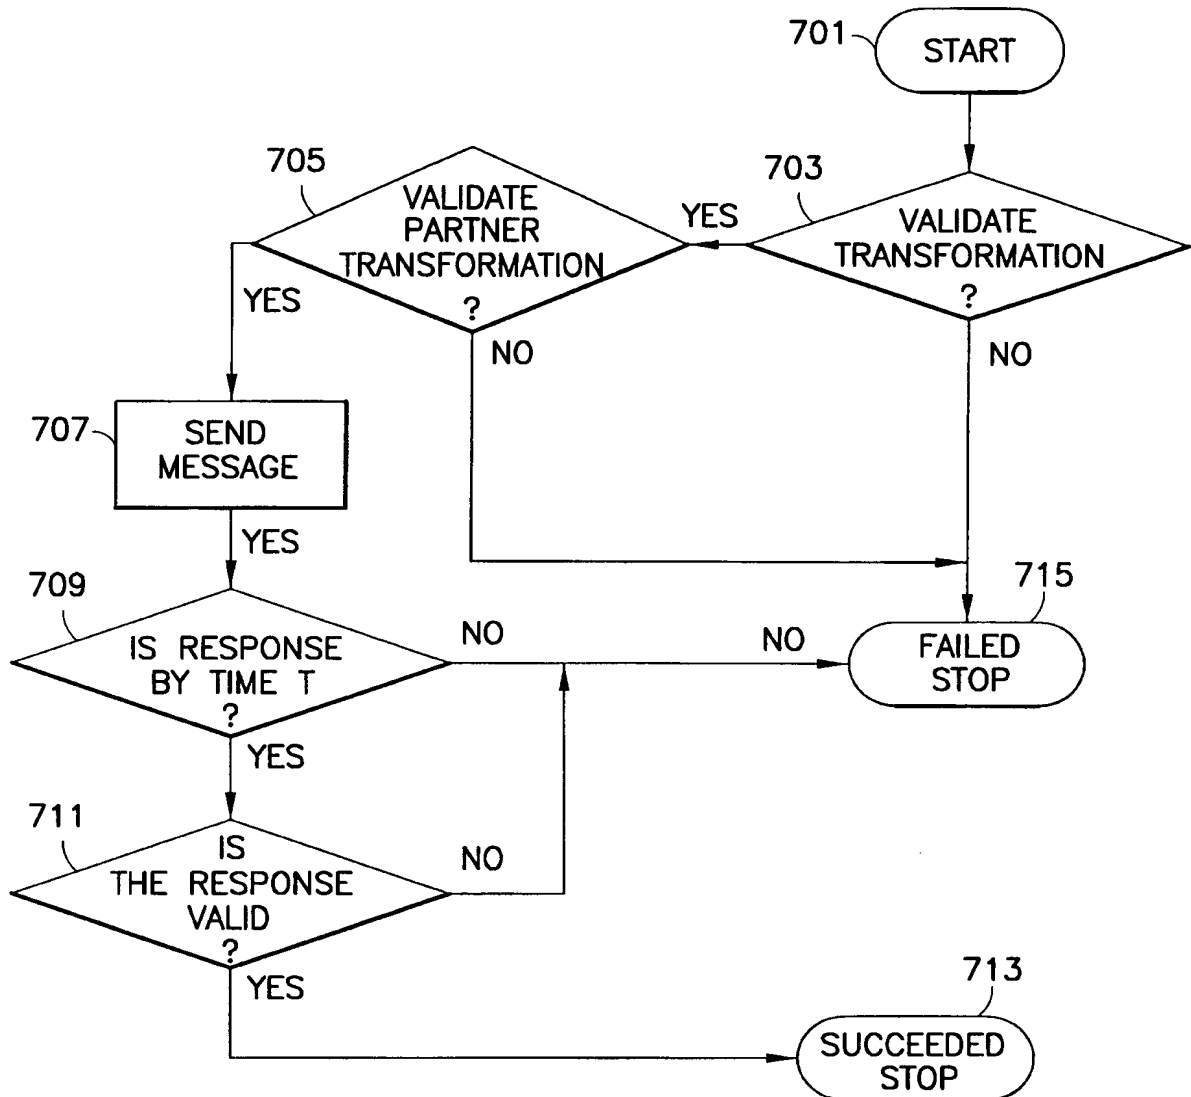 701
START
705
703
VALIDATE
PARTNER
TRANSFORMATION
?
YES
VALIDATE
TRANSFORMATION
?
YES
NO
NO
707
SEND
MESSAGE
YES
709
715
IS RESPONSE
BY TIME T
?
NO
NO
FAILED
STOP
YES
711
IS
THE RESPONSE
VALID
?
NO
YES
713
SUCCEEDED
STOP